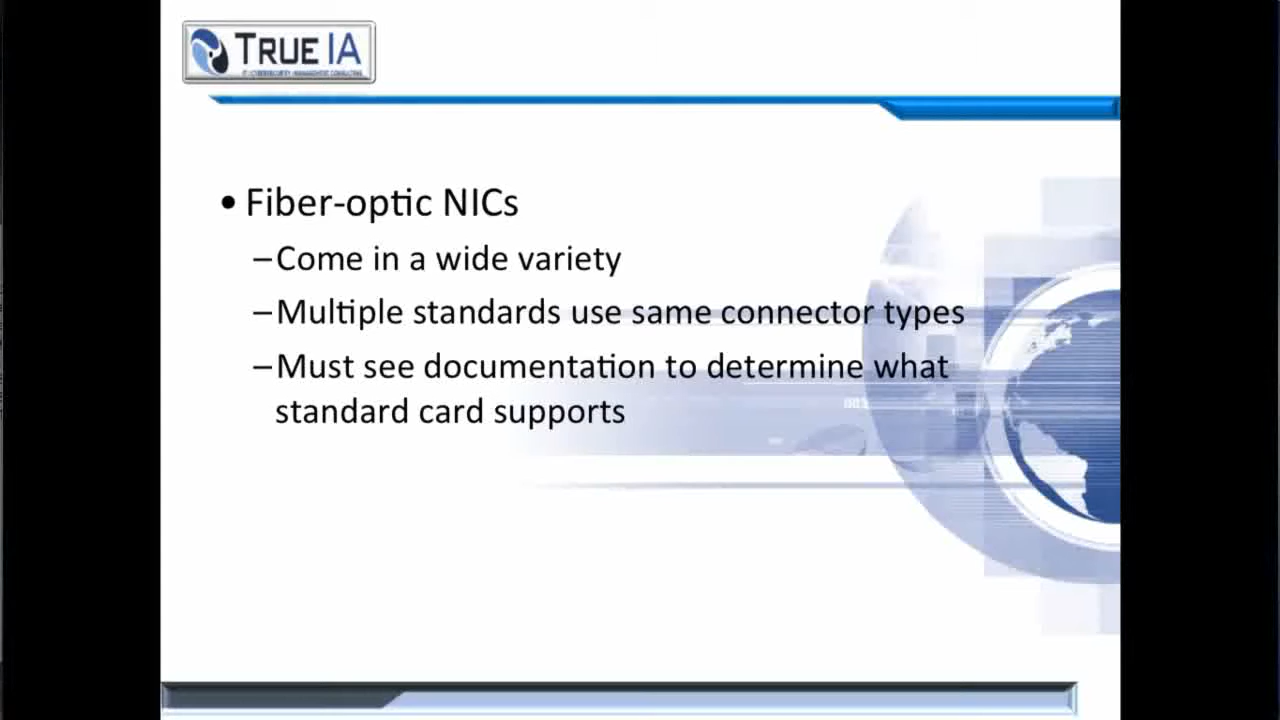 TRUE IA
• Fiber-optic NICs
–Come in a wide variety
–Multiple standards use same connector types
–Must see documentation to determine what
standard card supports